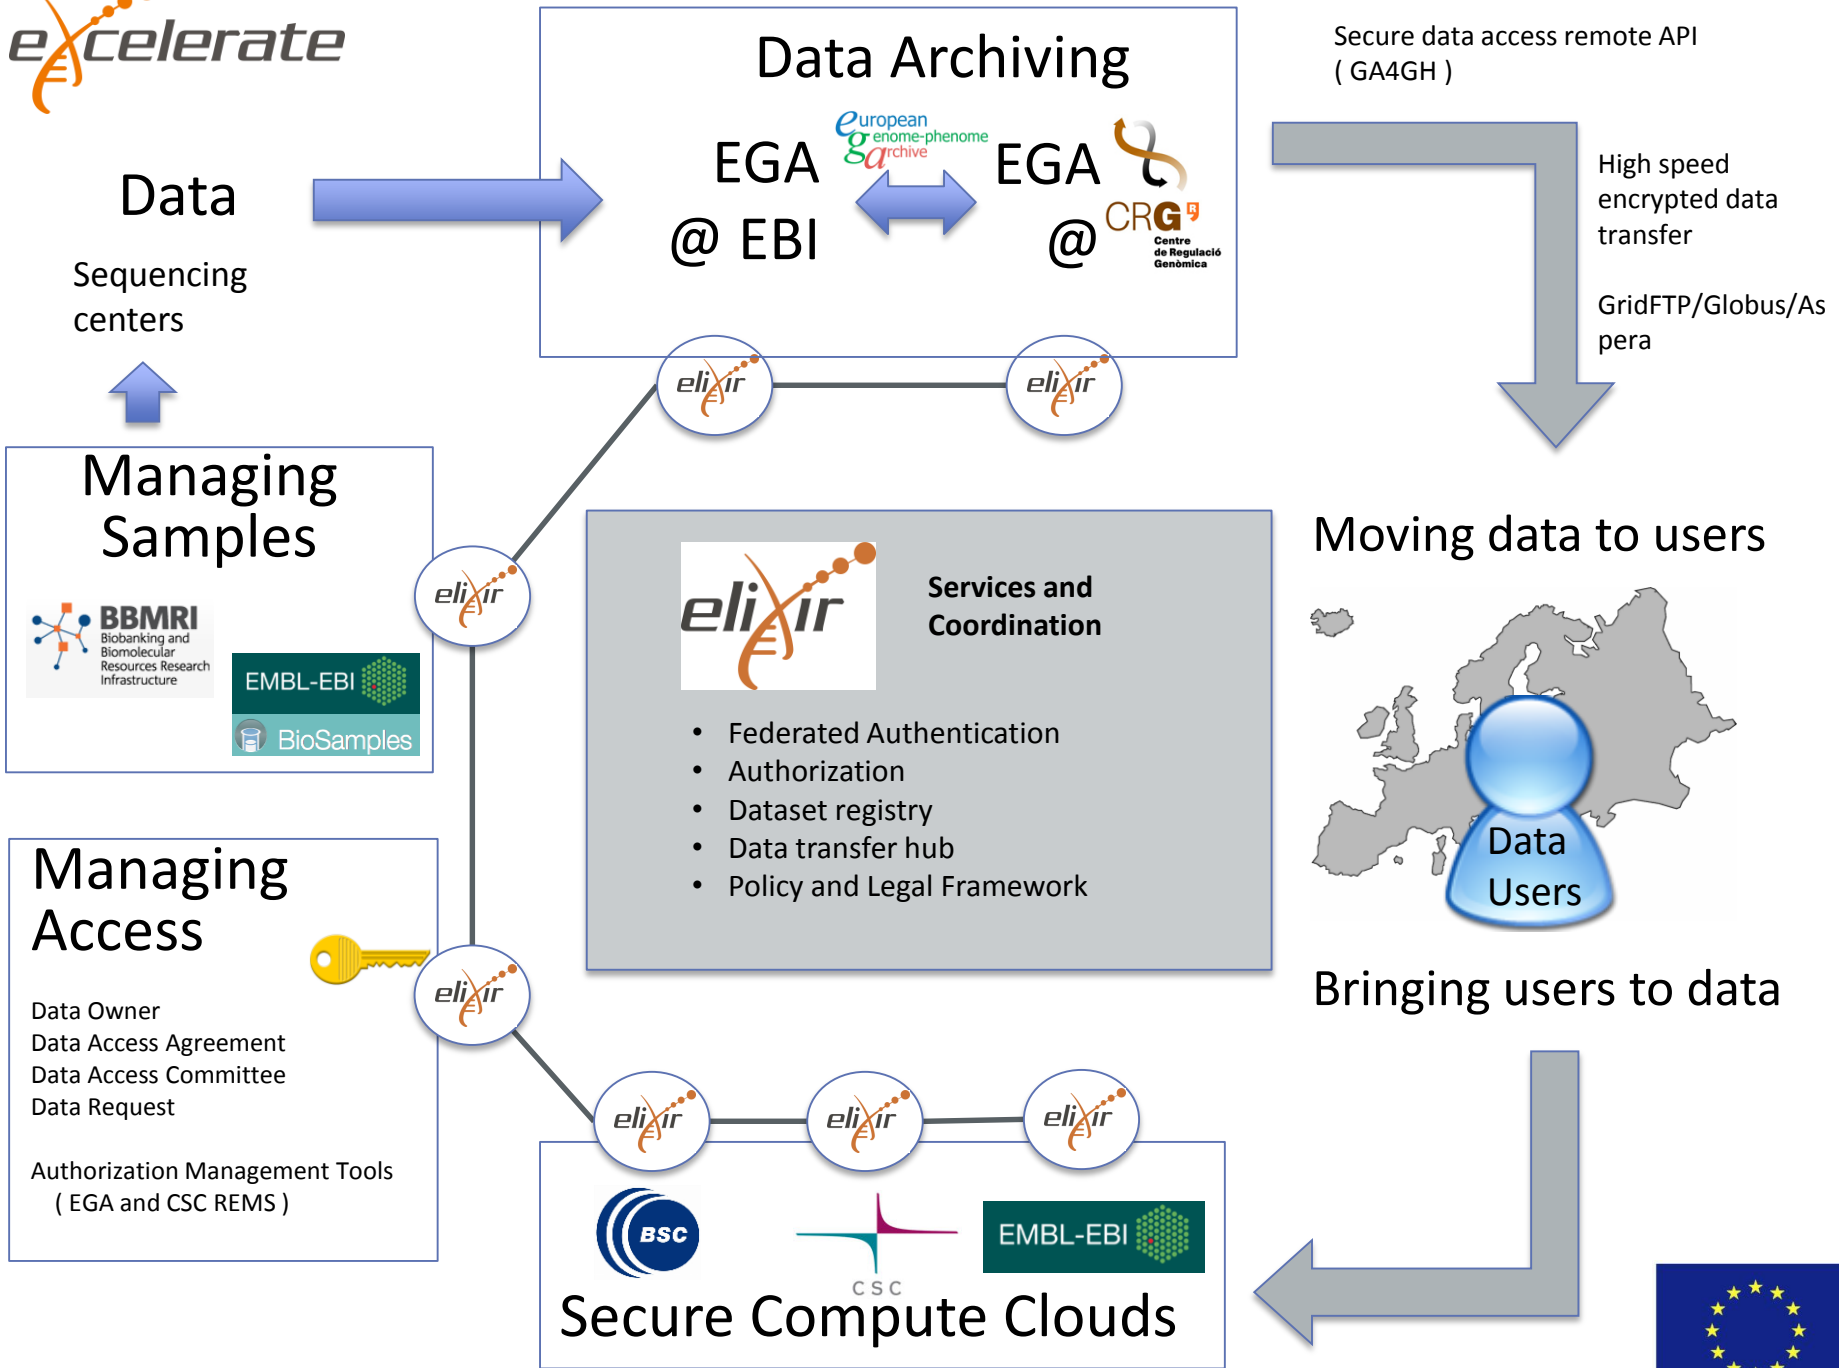 excelerate
Data Archiving
european
genome-phenome
archive
EGA
@ EBI
EGA
@
CRG
Centre
de Regulació
Genòmica
Secure data access remote API
( GA4GH )
High speed
encrypted data
transfer
GridFTP/Globus/As
pera
Data
Sequencing
centers
elixir
elixir
Managing
Samples
BBMRI
Biobanking and
Biomolecular
Resources Research
Infrastructure
EMBL-EBI
BioSamples
elixir
elixir
Services and
Coordination
• Federated Authentication
• Authorization
• Dataset registry
• Data transfer hub
• Policy and Legal Framework
Moving data to users
Data
Users
Bringing users to data
Managing
Access
Data Owner
Data Access Agreement
Data Access Committee
Data Request
Authorization Management Tools
( EGA and CSC REMS )
elixir
elixir
elixir
elixir
BSC
CSC
EMBL-EBI
Secure Compute Clouds